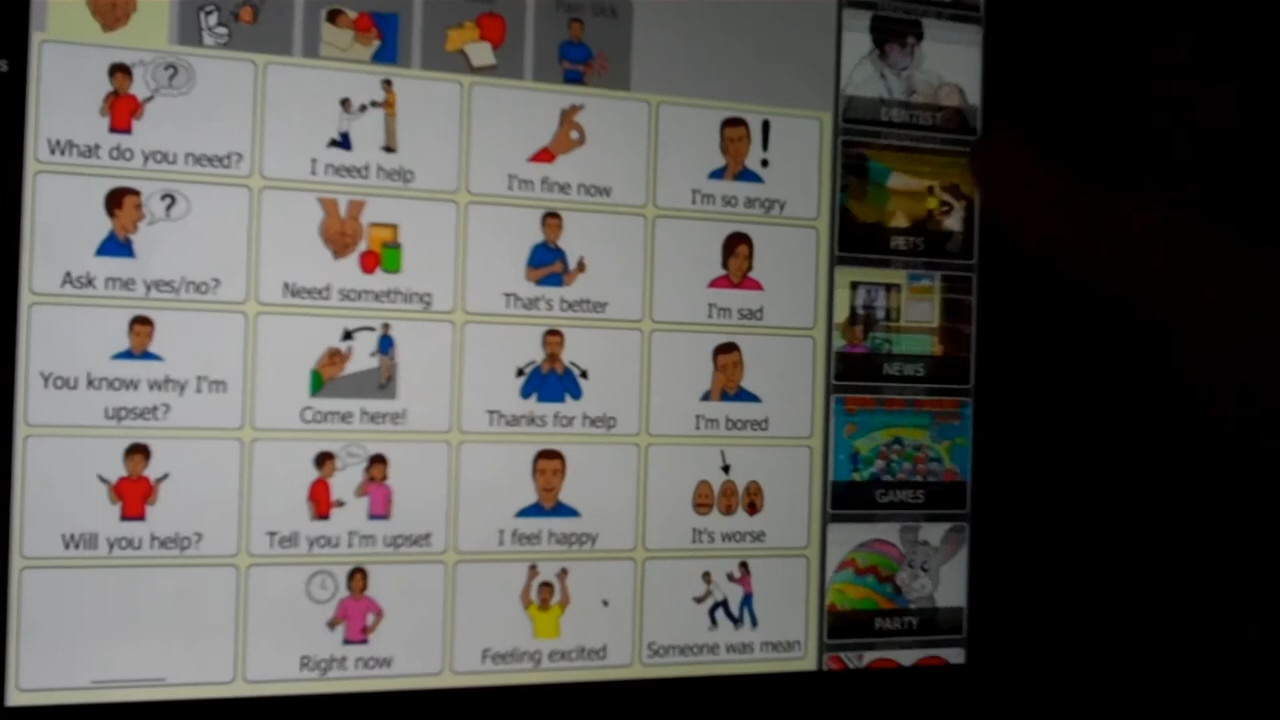 What do you need?
I need help
I'm fine now
I'm so angry
Ask me yes/no?
Need something
That's better
I'm sad
You know why I'm
upset?
Come here!
Thanks for help
I'm bored
Will you help?
Tell you I'm upset
I feel happy
It's worse
Right now
Feeling excited
Someone was mean
DENTIST
PETS
NEWS
GAMES
PARTY